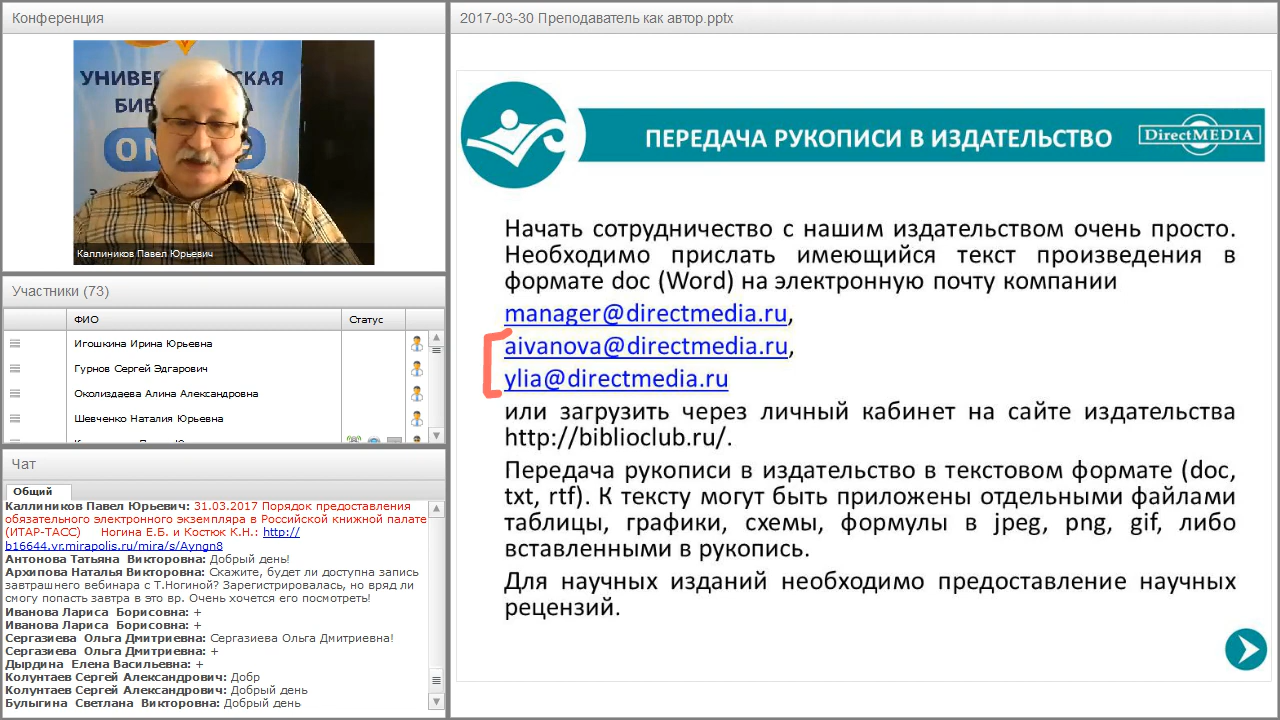 Конференция
УНИВЕР СКАЯ
БИБ
ON E
Каллиников Павел Юрьевич
Участники (73)
ФИО Статус
Игошкина Ирина Юрьевна
Гурнов Сергей Эдгарович
Околиздаева Алина Александровна
Шевченко Наталия Юрьевна
Чат
Общий
Каллиников Павел Юрьевич: 31.03.2017 Порядок предоставления
обязательного электронного экземпляра в Российской книжной палате
(ИТАР-ТАСС) Ногина Е.Б. и Костюк К.Н.: http://
b16644.vr.mirapolis.ru/mira/s/Ayngn8
Антонова Татьяна Викторовна: Добрый день!
Архипова Наталья Викторовна: Скажите, будет ли доступна запись
завтрашнего вебинара с Т.Ногиной? Зарегистрировалась, но вряд ли
смогу попасть завтра в это вр. Очень хочется его посмотреть!
Иванова Лариса Борисовна: +
Иванова Лариса Борисовна: +
Сергазиева Ольга Дмитриевна: Сергазиева Ольга Дмитриевна!
Сергазиева Ольга Дмитриевна: +
Дырдина Елена Васильевна: +
Колунтаев Сергей Александрович: Добр
Колунтаев Сергей Александрович: Добрый день
Булыгина Светлана Викторовна: Добрый день
2017-03-30 Преподаватель как автор.pptx
ПЕРЕДАЧА РУКОПИСИ В ИЗДАТЕЛЬСТВО
DirectMEDIA
Начать сотрудничество с нашим издательством очень просто.
Необходимо прислать имеющийся текст произведения в
формате doc (Word) на электронную почту компании
manager@directmedia.ru,
aivanova@directmedia.ru,
ylia@directmedia.ru
или загрузить через личный кабинет на сайте издательства
http://biblioclub.ru/.
Передача рукописи в издательство в текстовом формате (doc,
txt, rtf). К тексту могут быть приложены отдельными файлами
таблицы, графики, схемы, формулы в jpeg, png, gif, либо
вставленными в рукопись.
Для научных изданий необходимо предоставление научных
рецензий.